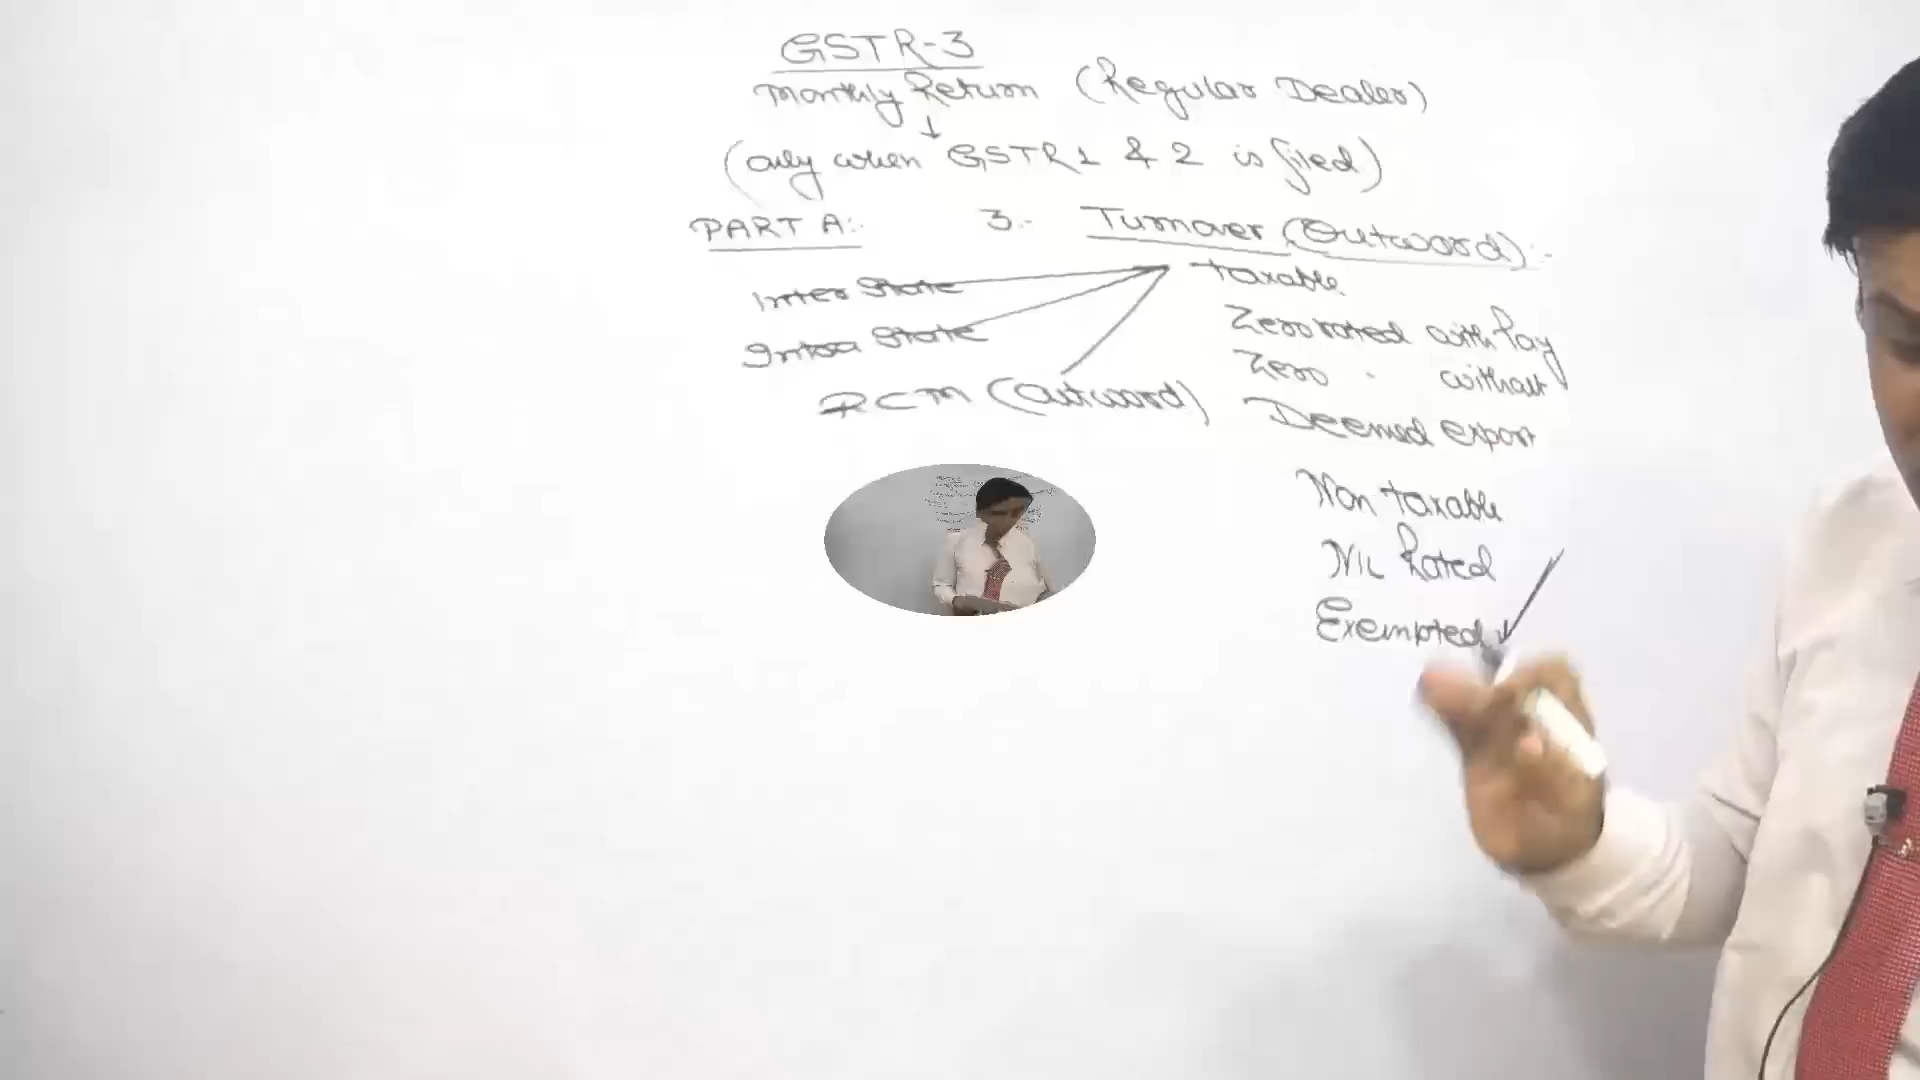 GSTR-3
Monthly Return (Regular Dealer)
(only when GSTR 1 & 2 is filed)
PART A:- 3.- Turnover (Outward):-
Inter State
Intra State
RCM (Outward)
Taxable
Zero rated with Pay
Zero " without
Deemed export
Non taxable
NIL Rated
Exempted